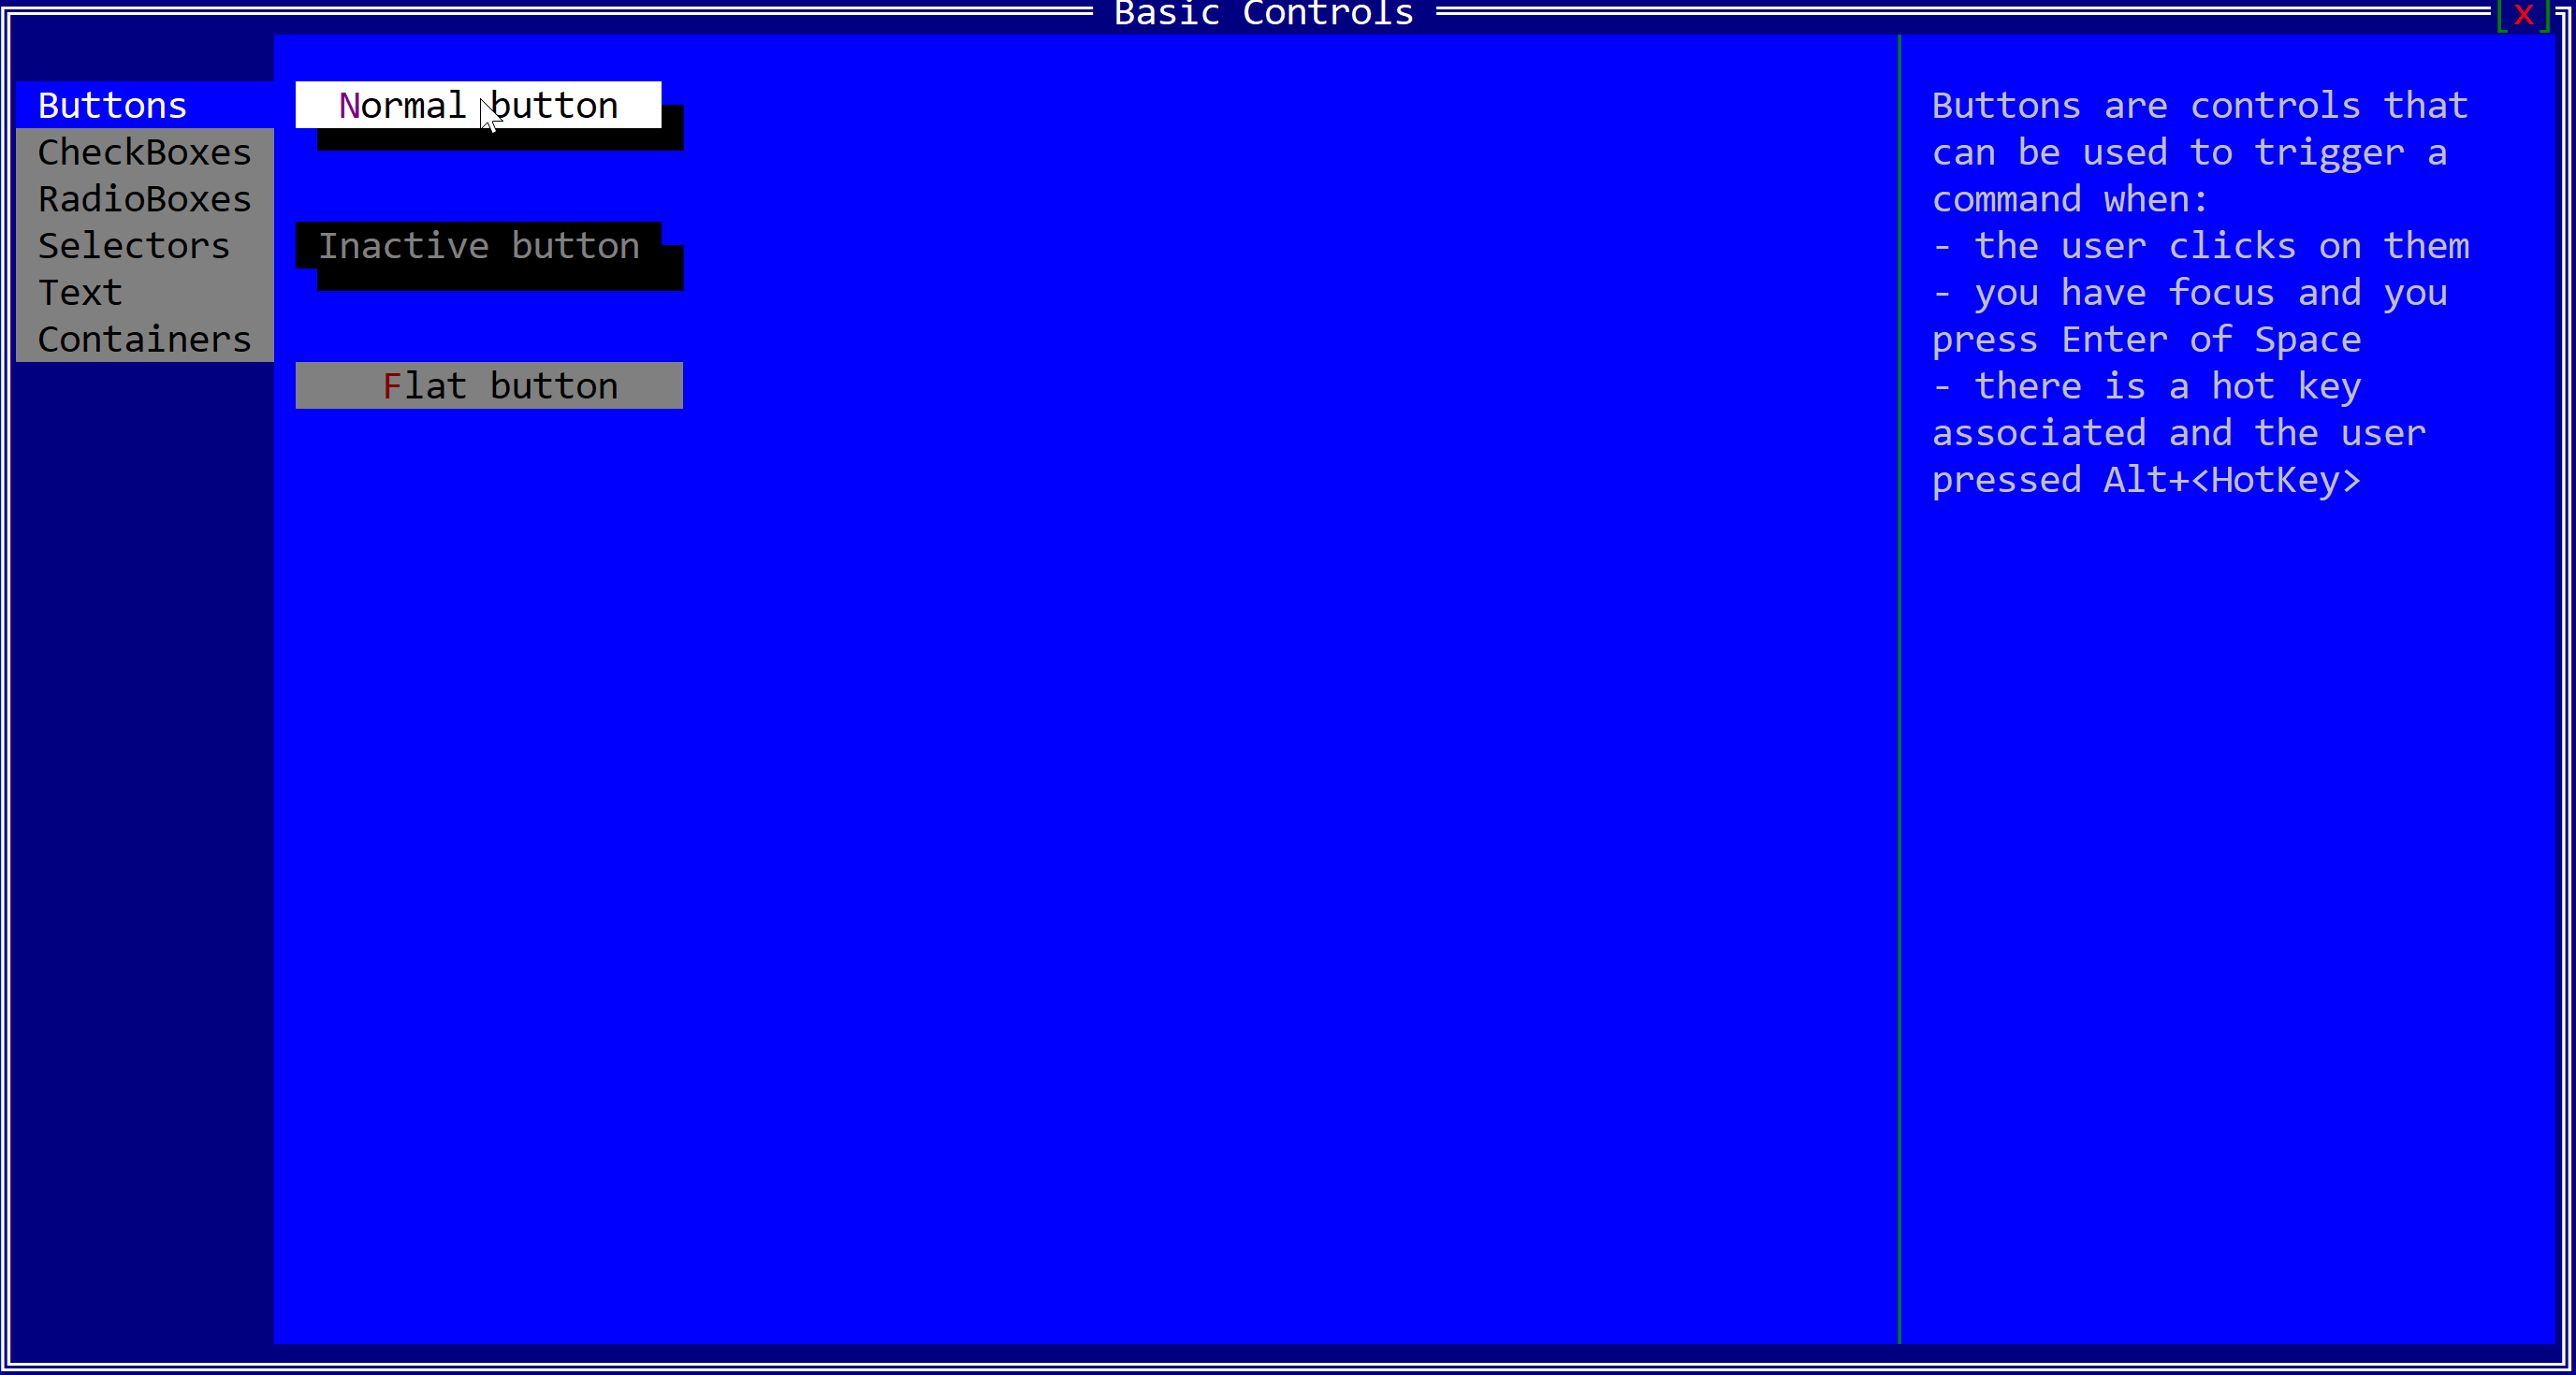 Basic Controls
[x]
Buttons
CheckBoxes
RadioBoxes
Selectors
Text
Containers
Normal button
Inactive button
Flat button
Buttons are controls that
can be used to trigger a
command when:
- the user clicks on them
- you have focus and you
press Enter of Space
- there is a hot key
associated and the user
pressed Alt+<HotKey>